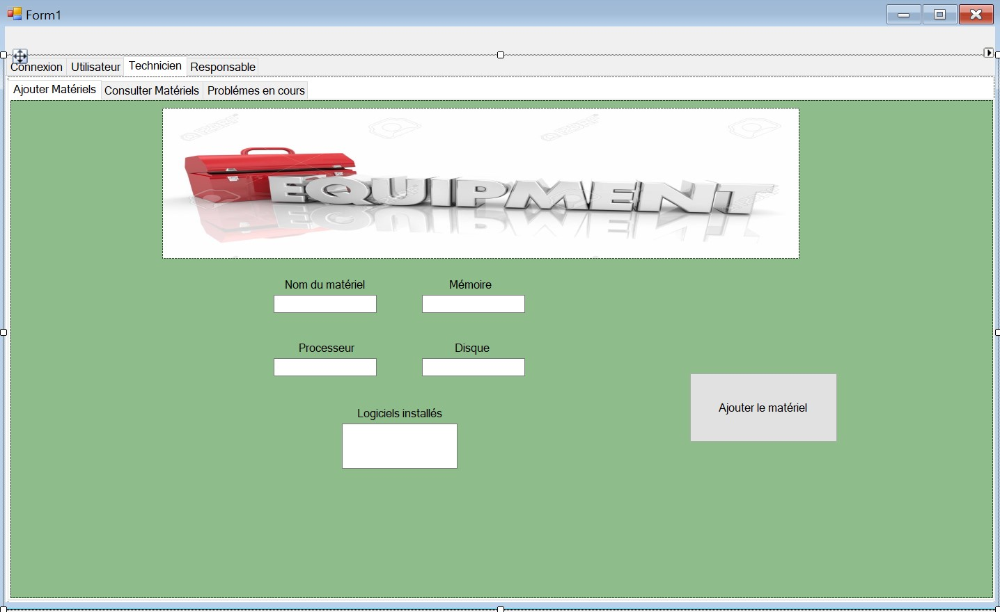 Form1
Connexion Utilisateur Technicien Responsable
Ajouter Matériels Consulter Matériels Problémes en cours
EQUIPMENT
Nom du matériel Mémoire
Processeur Disque
Ajouter le matériel
Logiciels installés